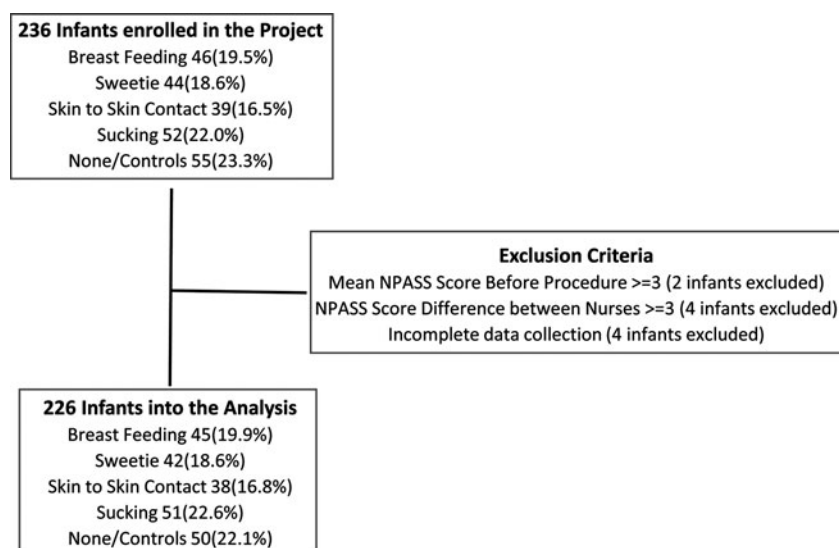 236 Infants enrolled in the Project
Breast Feeding 46(19.5%)
Sweetie 44(18.6%)
Skin to Skin Contact 39(16.5%)
Sucking 52(22.0%)
None/Controls 55(23.3%)
Exclusion Criteria
Mean NPASS Score Before Procedure >=3 (2 infants excluded)
NPASS Score Difference between Nurses >=3 (4 infants excluded)
Incomplete data collection (4 infants excluded)
226 Infants into the Analysis
Breast Feeding 45(19.9%)
Sweetie 42(18.6%)
Skin to Skin Contact 38(16.8%)
Sucking 51(22.6%)
None/Controls 50(22.1%)